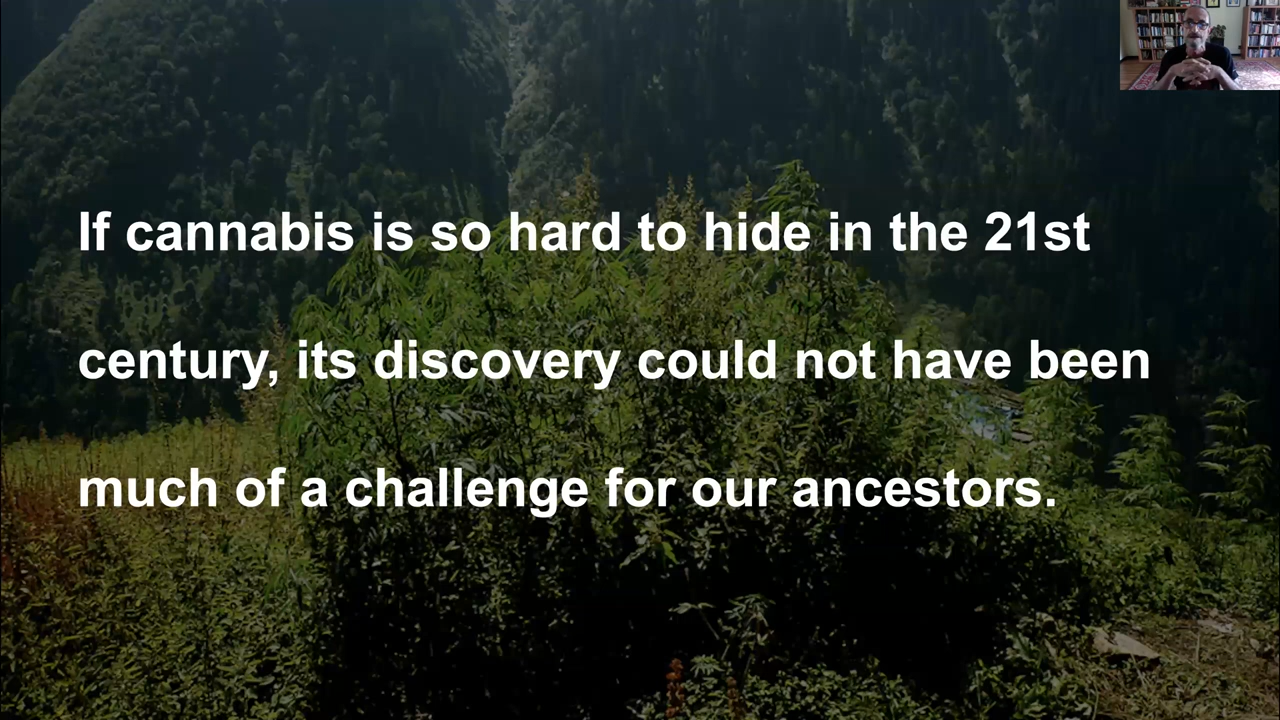 If cannabis is so hard to hide in the 21st
century, its discovery could not have been
much of a challenge for our ancestors.